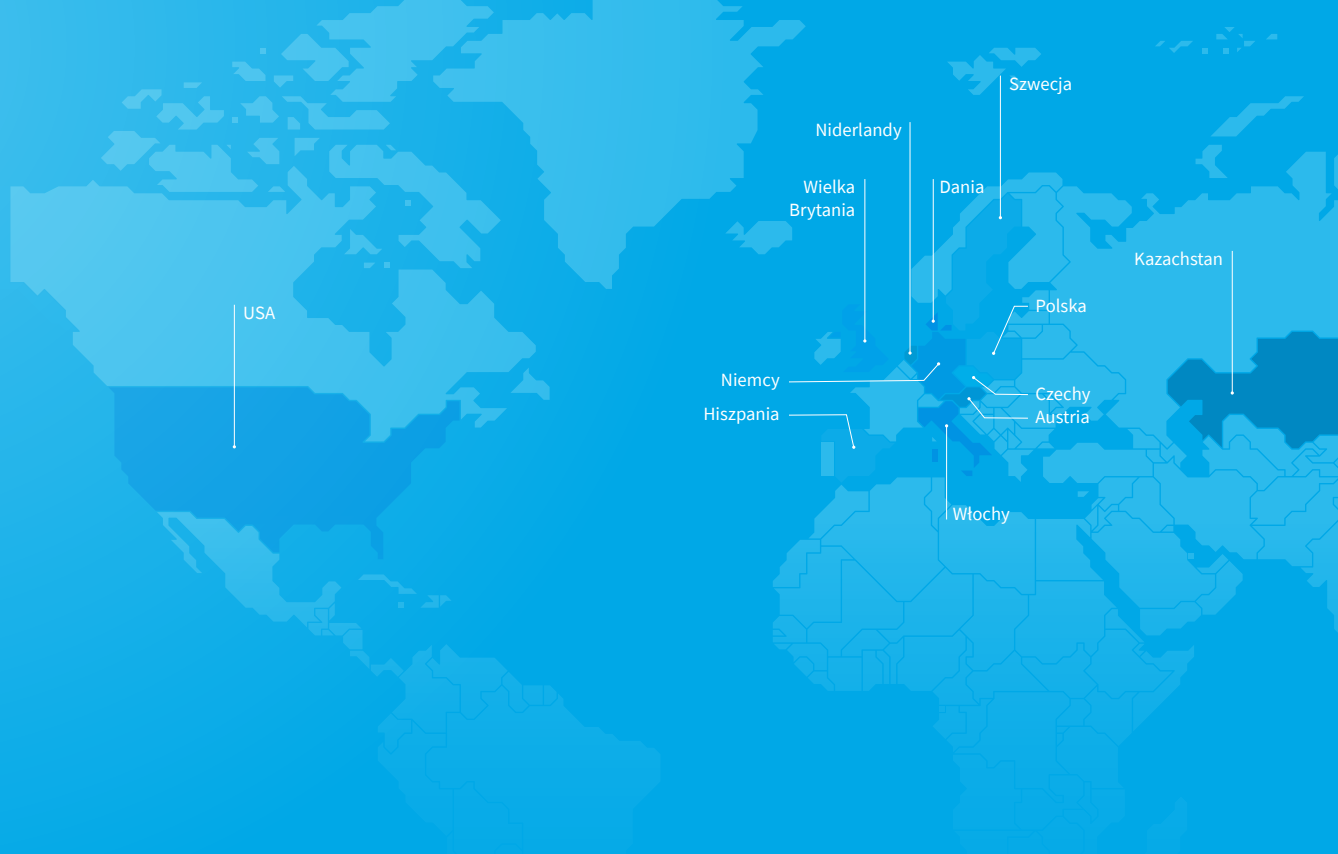 Szwecja
Niderlandy
Wielka
Brytania
Dania
Kazachstan
USA
Polska
Niemcy
Czechy
Hiszpania
Austria
Włochy